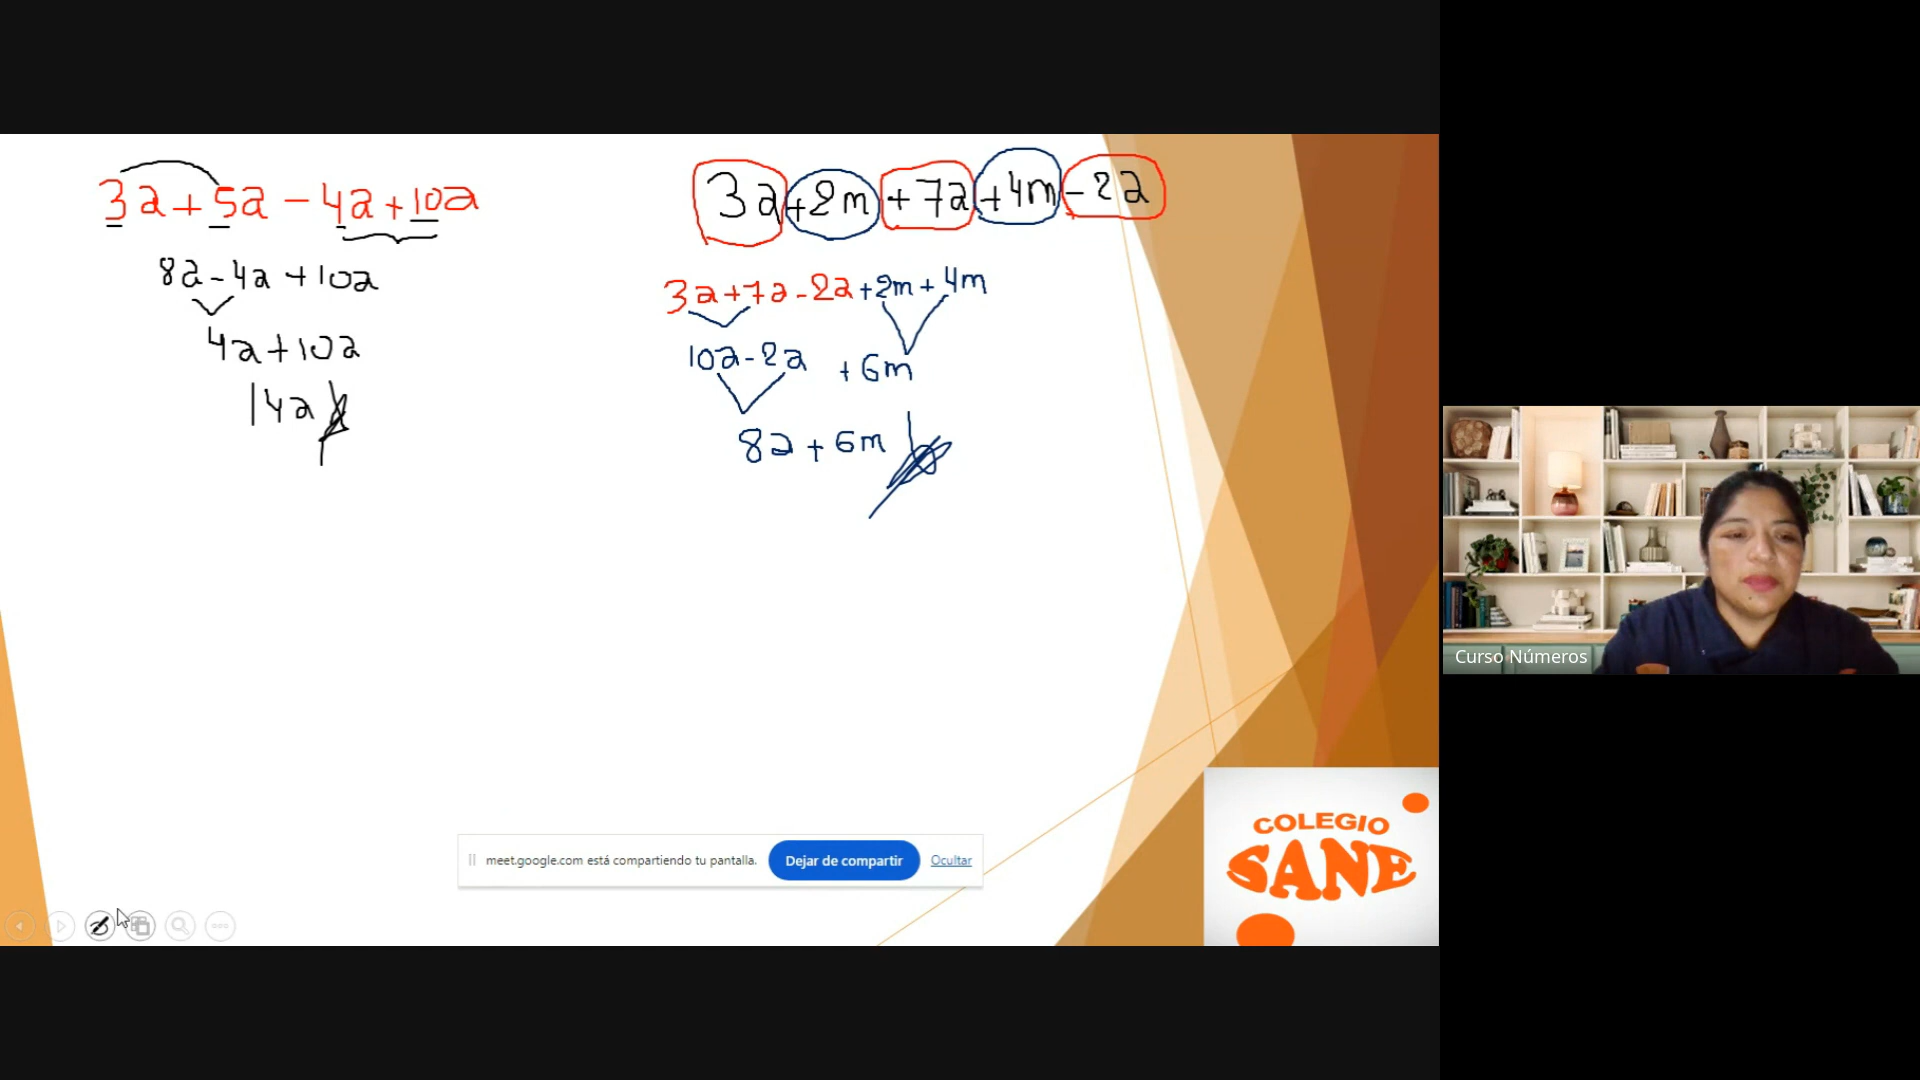 3a + 5a - 4a + 10a
8a - 4a + 10a
4a + 10a
14a
3a + 2m + 7a + 4m - 2a
3a + 7a - 2a + 2m + 4m
10a - 2a + 6m
8a + 6m
Curso Números
COLEGIO
SANE
meet.google.com está compartiendo tu pantalla. Dejar de compartir Ocultar